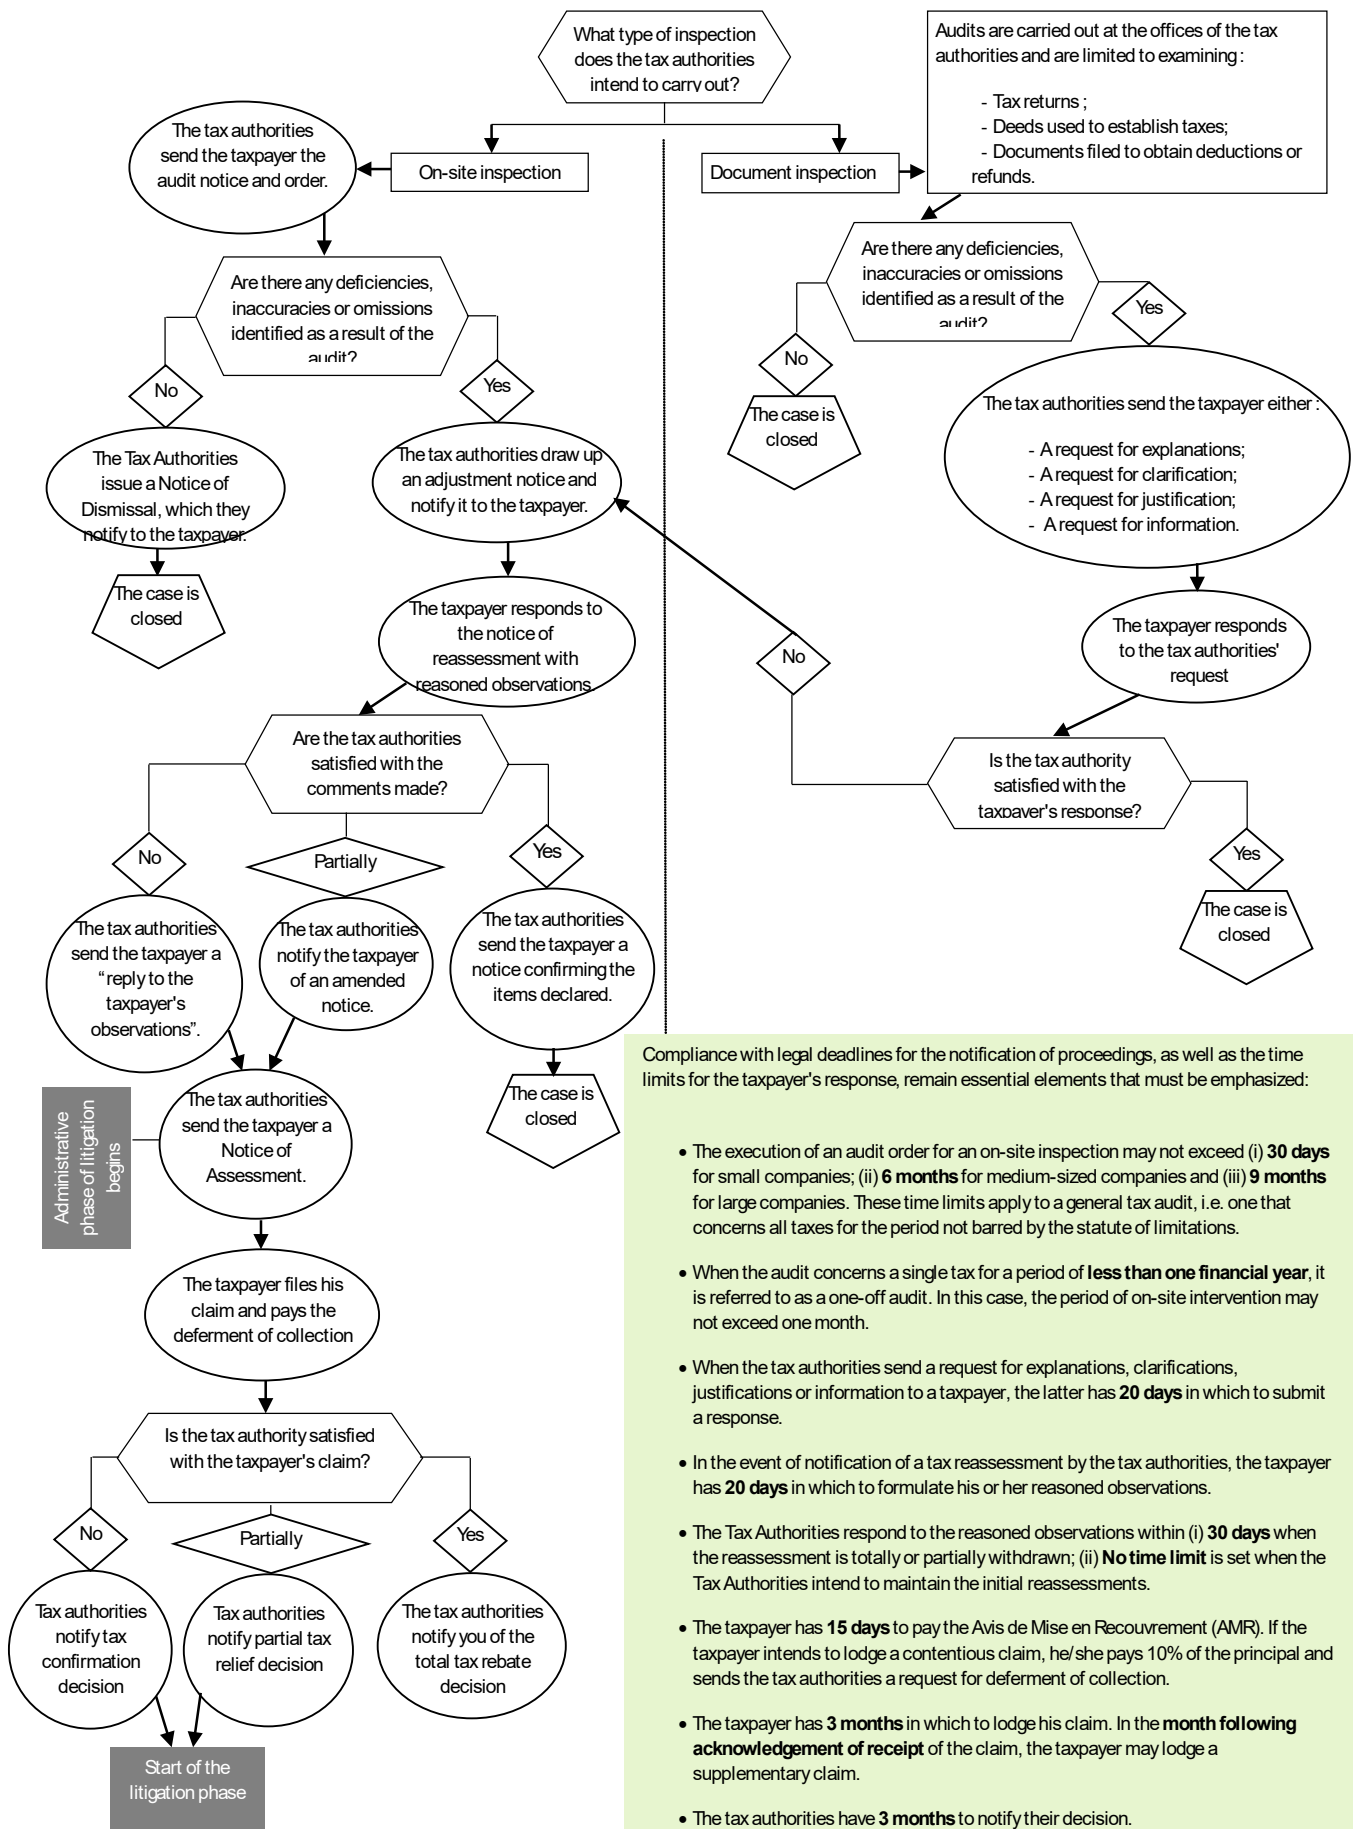 What type of inspection
does the tax authorities
intend to carry out?
Audits are carried out at the offices of the tax
authorities and are limited to examining :
- Tax returns ;
- Deeds used to establish taxes;
- Documents filed to obtain deductions or
refunds.
The tax authorities
send the taxpayer the
audit notice and order.
On-site inspection
Document inspection
Are there any deficiencies,
inaccuracies or omissions
identified as a result of the
audit?
No
Yes
The Tax Authorities
issue a Notice of
Dismissal, which they
notify to the taxpayer.
The case is
closed
The tax authorities draw up
an adjustment notice and
notify it to the taxpayer.
The taxpayer responds to
the notice of
reassessment with
reasoned observations.
Are there any deficiencies,
inaccuracies or omissions
identified as a result of the
audit?
No
Yes
The case is
closed
The tax authorities send the taxpayer either :
- A request for explanations;
- A request for clarification;
- A request for justification;
- A request for information.
The taxpayer responds
to the tax authorities'
request
Is the tax authority
satisfied with the
taxpayer's response?
No
Yes
The case is
closed
Are the tax authorities
satisfied with the
comments made?
No
Partially
Yes
The tax authorities
send the taxpayer a
“reply to the
taxpayer's
observations”.
The tax authorities
notify the taxpayer
of an amended
notice.
The tax authorities
send the taxpayer a
notice confirming the
items declared.
The case is
closed
Administrative
phase of litigation
begins
The tax authorities
send the taxpayer a
Notice of
Assessment.
The taxpayer files his
claim and pays the
deferment of collection
Is the tax authority satisfied
with the taxpayer's claim?
No
Partially
Yes
Tax authorities
notify tax
confirmation
decision
Tax authorities
notify partial tax
relief decision
The tax authorities
notify you of the
total tax rebate
decision
Start of the
litigation phase
Compliance with legal deadlines for the notification of proceedings, as well as the time
limits for the taxpayer's response, remain essential elements that must be emphasized:
• The execution of an audit order for an on-site inspection may not exceed (i) 30 days
for small companies; (ii) 6 months for medium-sized companies and (iii) 9 months
for large companies. These time limits apply to a general tax audit, i.e. one that
concerns all taxes for the period not barred by the statute of limitations.
• When the audit concerns a single tax for a period of less than one financial year, it
is referred to as a one-off audit. In this case, the period of on-site intervention may
not exceed one month.
• When the tax authorities send a request for explanations, clarifications,
justifications or information to a taxpayer, the latter has 20 days in which to submit
a response.
• In the event of notification of a tax reassessment by the tax authorities, the taxpayer
has 20 days in which to formulate his or her reasoned observations.
• The Tax Authorities respond to the reasoned observations within (i) 30 days when
the reassessment is totally or partially withdrawn; (ii) No time limit is set when the
Tax Authorities intend to maintain the initial reassessments.
• The taxpayer has 15 days to pay the Avis de Mise en Recouvrement (AMR). If the
taxpayer intends to lodge a contentious claim, he/she pays 10% of the principal and
sends the tax authorities a request for deferment of collection.
• The taxpayer has 3 months in which to lodge his claim. In the month following
acknowledgement of receipt of the claim, the taxpayer may lodge a
supplementary claim.
• The tax authorities have 3 months to notify their decision.